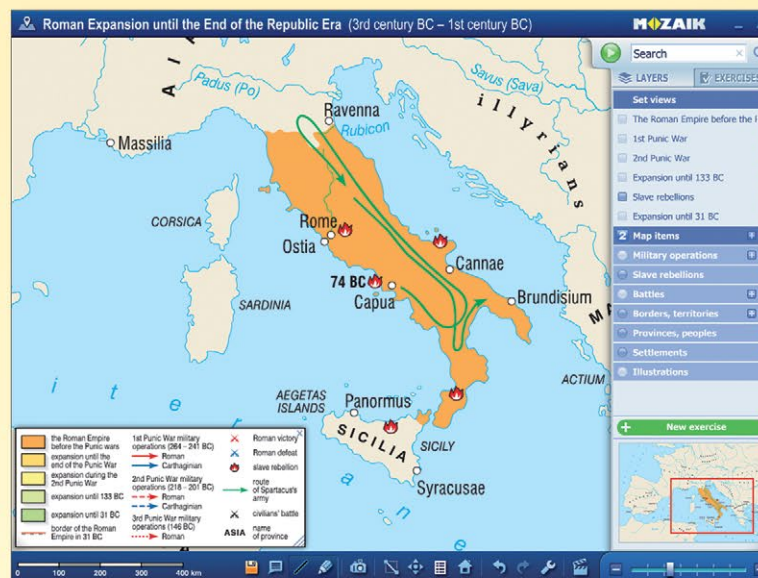 Roman Expansion until the End of the Republic Era (3rd century BC – 1st century BC)
MOZAIK
Search
LAYERS
EXERCISES
Set views
The Roman Empire before the
1st Punic War
2nd Punic War
Expansion until 133 BC
Slave rebellions
Expansion until 31 BC
2 Map items
Military operations
Slave rebellions
Battles
Borders, territories
Provinces, peoples
Settlements
Illustrations
New exercise
Padus (Po)
Savus (Sava)
Ravenna
Rubicon
illyrians
Massilia
CORSICA
Rome
Ostia
Cannae
74 BC
Capua
Brundisium
SARDINIA
ACTIUM
AEGETAS
ISLANDS
Panormus
SICILIA
SICILY
Syracusae
the Roman Empire
before the Punic wars
expansion until the
end of the Punic War
expansion during the
2nd Punic War
expansion until 133 BC
expansion until 31 BC
border of the Roman
Empire in 31 BC
1st Punic War military
operations (264 – 241 BC)
Roman
Carthaginian
2nd Punic War military
operations (218 – 201 BC)
Roman
Carthaginian
3rd Punic War military
operations (146 BC)
Roman
Roman victory
Roman defeat
slave rebellion
route
of Spartacus's
army
civilians' battle
ASIA
name
of province
0 100 200 300 400 km